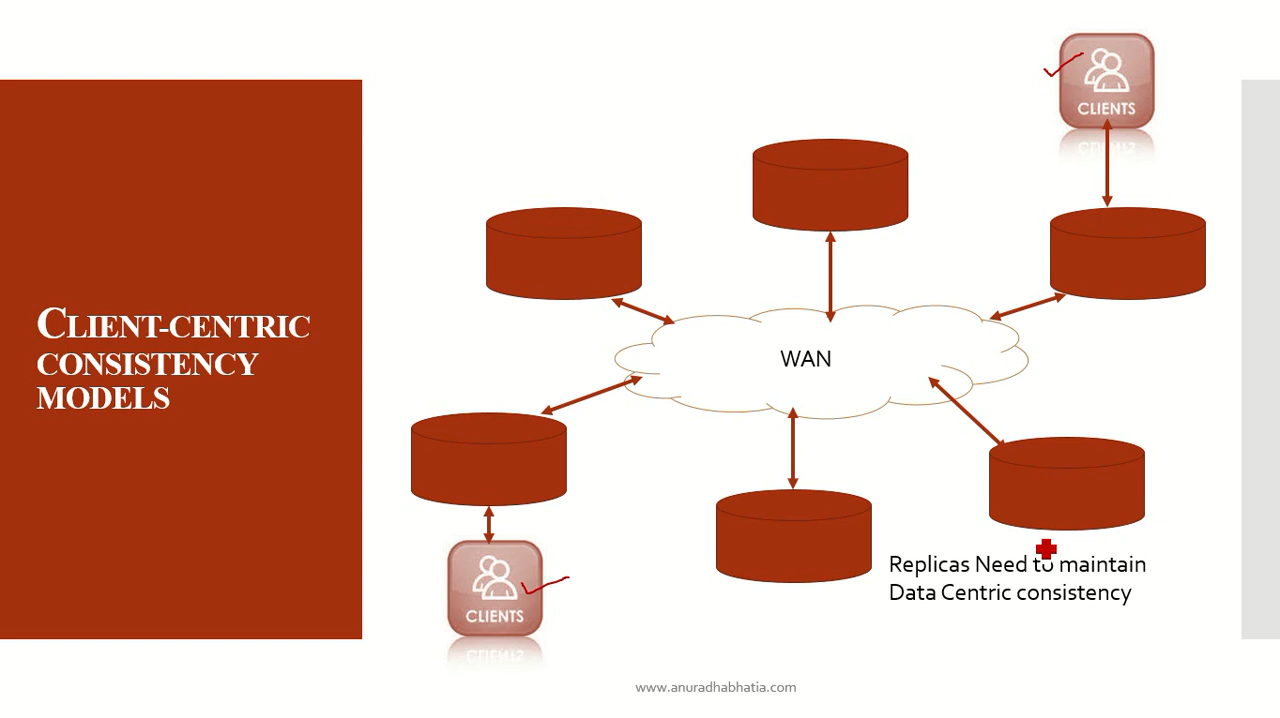 CLIENT-CENTRIC
CONSISTENCY
MODELS
CLIENTS
WAN
CLIENTS
Replicas Need to maintain
Data Centric consistency
www.anuradhabhatia.com